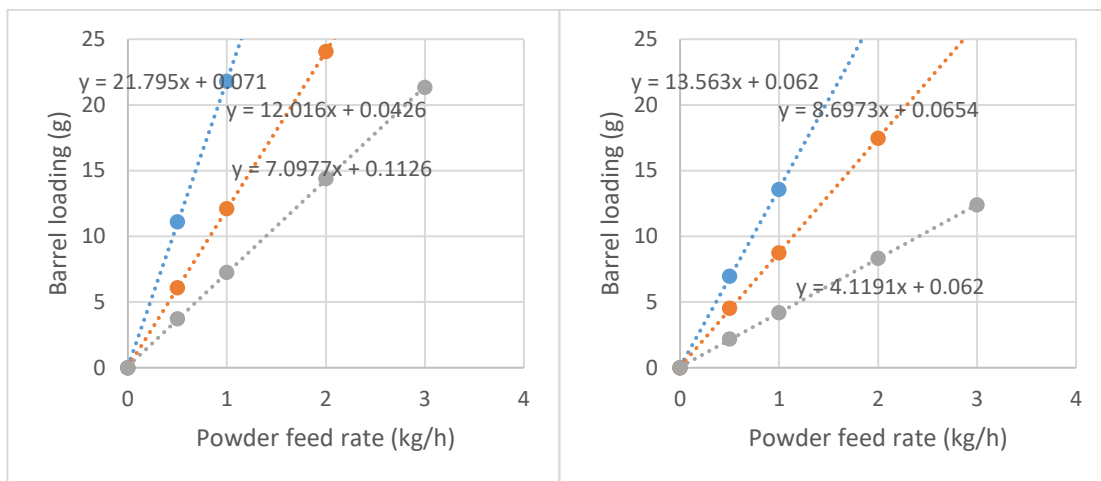 25
20
15
10
5
0
y = 21.795x + 0.071
y = 12.016x + 0.0426
y = 7.0977x + 0.1126
0 1 2 3 4
Barrel loading (g)
Powder feed rate (kg/h)
25
20
15
10
5
0
y = 13.563x + 0.062
y = 8.6973x + 0.0654
y = 4.1191x + 0.062
0 1 2 3 4
Barrel loading (g)
Powder feed rate (kg/h)